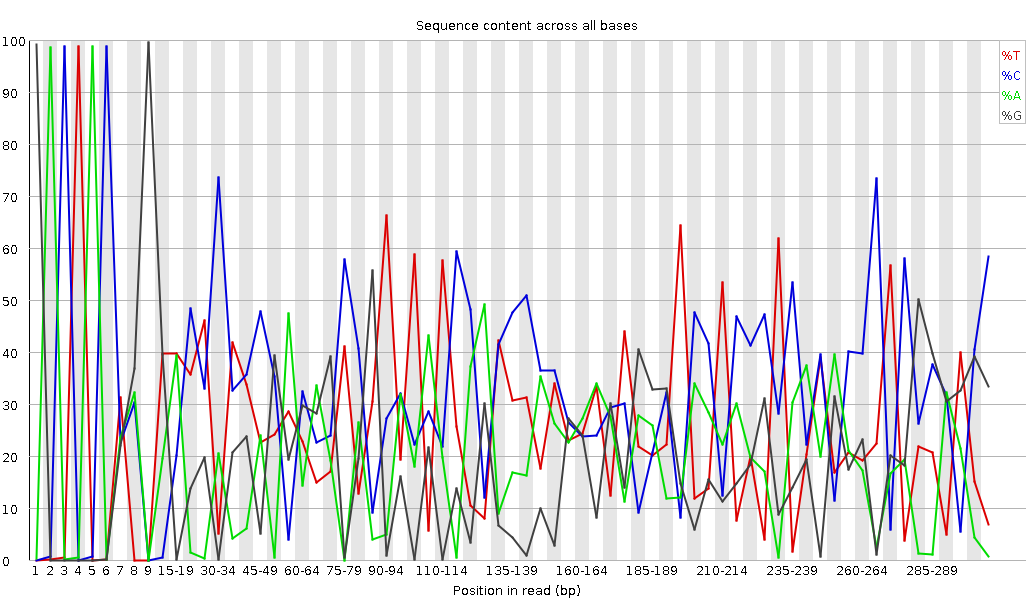 Sequence content across all bases
100
90
80
70
60
50
40
30
20
10
0
%T
%C
%A
%G
1 2 3 4 5 6 7 8 9 15-19 30-34 45-49 60-64 75-79 90-94 110-114 135-139 160-164 185-189 210-214 235-239 260-264 285-289
Position in read (bp)